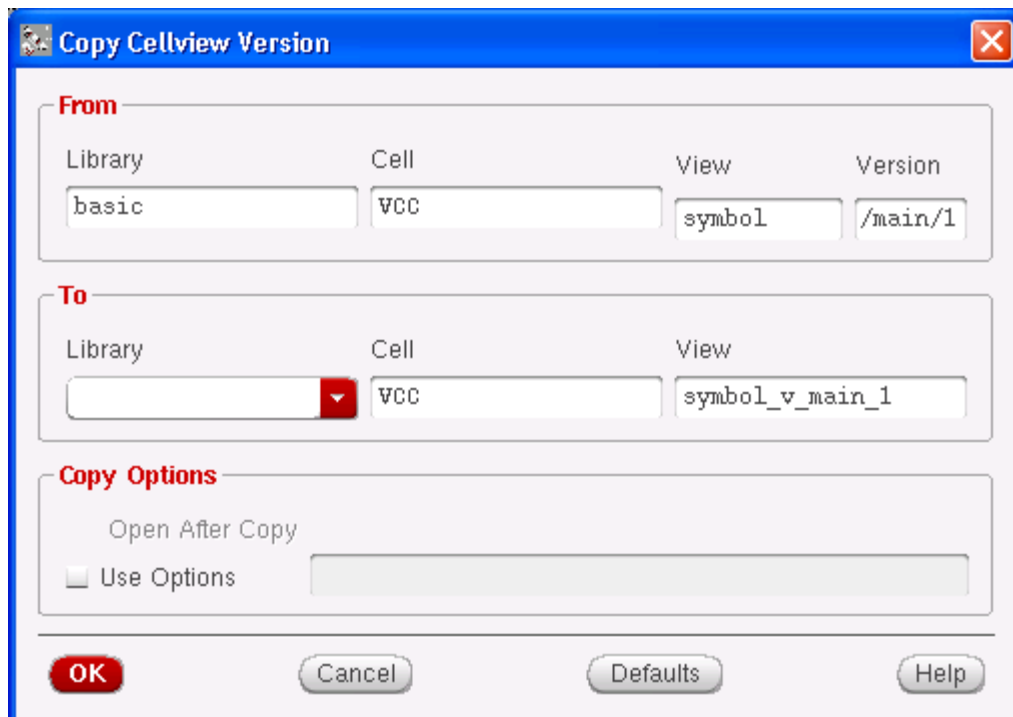 Copy Cellview Version
From
Library Cell View Version
basic VCC symbol /main/1
To
Library Cell View
VCC symbol_v_main_1
Copy Options
Open After Copy
Use Options
OK Cancel Defaults Help